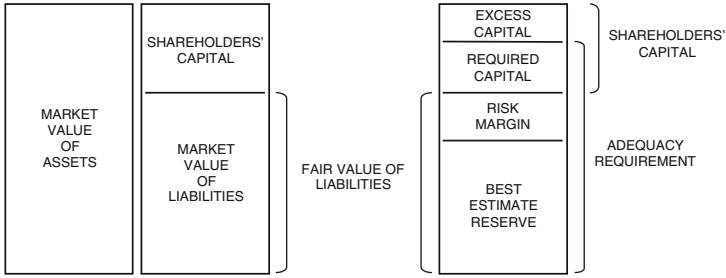 MARKET
VALUE
OF
ASSETS
SHAREHOLDERS'
CAPITAL
MARKET
VALUE
OF
LIABILITIES
FAIR VALUE OF
LIABILITIES
EXCESS
CAPITAL
REQUIRED
CAPITAL
RISK
MARGIN
BEST
ESTIMATE
RESERVE
SHAREHOLDERS'
CAPITAL
ADEQUACY
REQUIREMENT